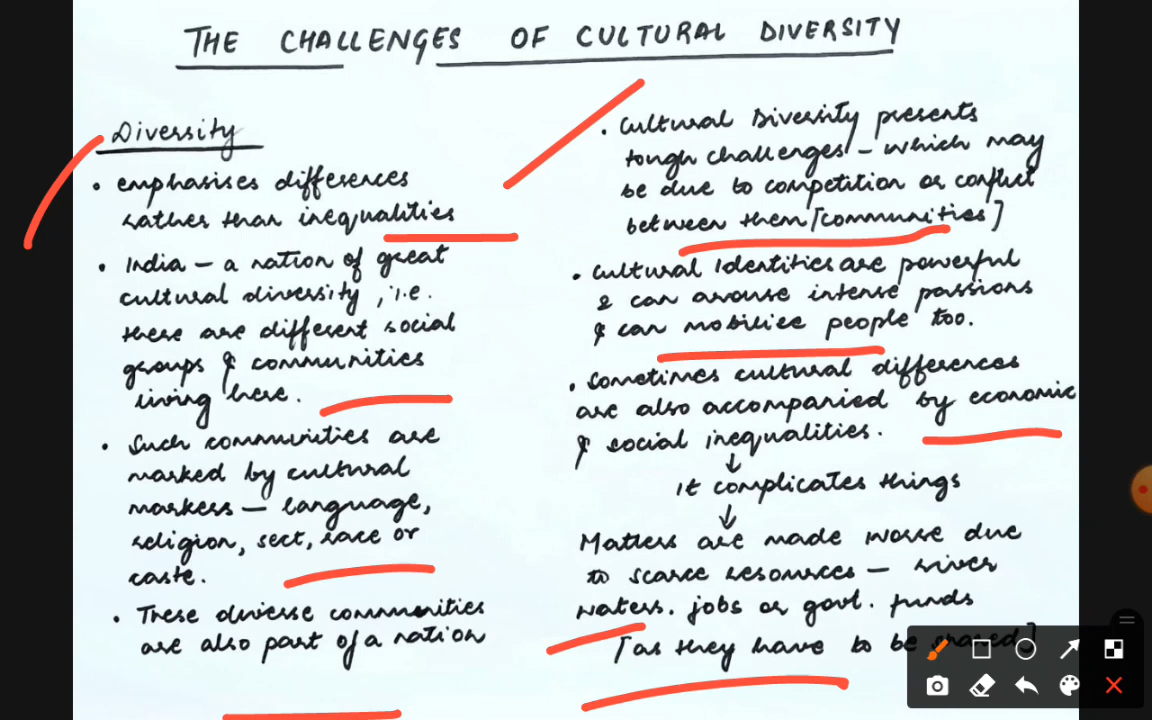 THE CHALLENGES OF CULTURAL DIVERSITY
Diversity
• emphasises differences
rather than inequalities
• India – a nation of great
cultural diversity, i.e.
there are different social
groups & communities
living here.
• Such communities are
marked by cultural
markers – language,
religion, sect, race or
caste.
• These diverse communities
are also part of a nation
• Cultural Diversity presents
tough challenges – which may
be due to competition or conflict
between them [communities]
• Cultural Identities are powerful
& can arouse intense passions
& can mobilize people too.
• Sometimes cultural differences
are also accompanied by economic
& social inequalities.
↓
It complicates things
↓
Matters are made worse due
to scarce resources – river
waters, jobs or govt. funds
[as they have to be shared]